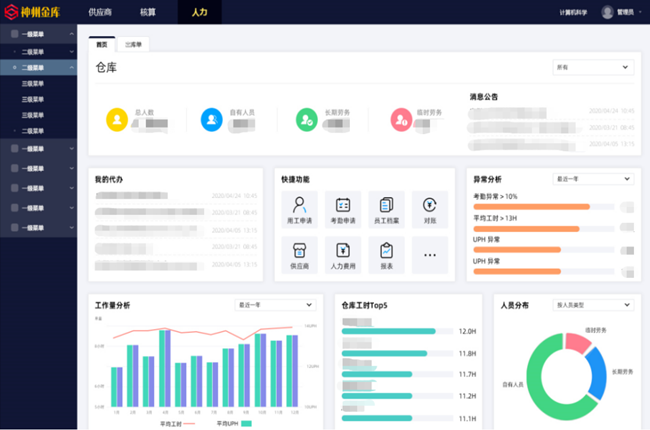 神州金库 供应商 核算 人力 计算机科学 管理员
一级菜单
二级菜单
二级菜单
三级菜单
三级菜单
三级菜单
二级菜单
一级菜单
一级菜单
一级菜单
一级菜单
一级菜单
首页 三库单
仓库 所有
总人数 自有人员 长期劳务 临时劳务
消息公告
2020/04/24 10:45
2020/03/21 08:45
2020/04/05 13:15
我的代办
2020/04/24 10:45
2020/03/21 08:45
2020/04/05 13:15
2020/03/21 08:45
2020/04/05 13:15
快捷功能
用工申请 考勤申请 员工档案 对账
供应商 人力费用 报表 ...
异常分析 最近一年
考勤异常 > 10%
平均工时 > 13H
UPH 异常
UPH 异常
工作量分析 最近一年
平均工时 平均UPH
仓库工时Top5
12.0H
11.8H
11.7H
11.2H
11.1H
人员分布 按人员类型
临时劳务
长期劳务
自有人员